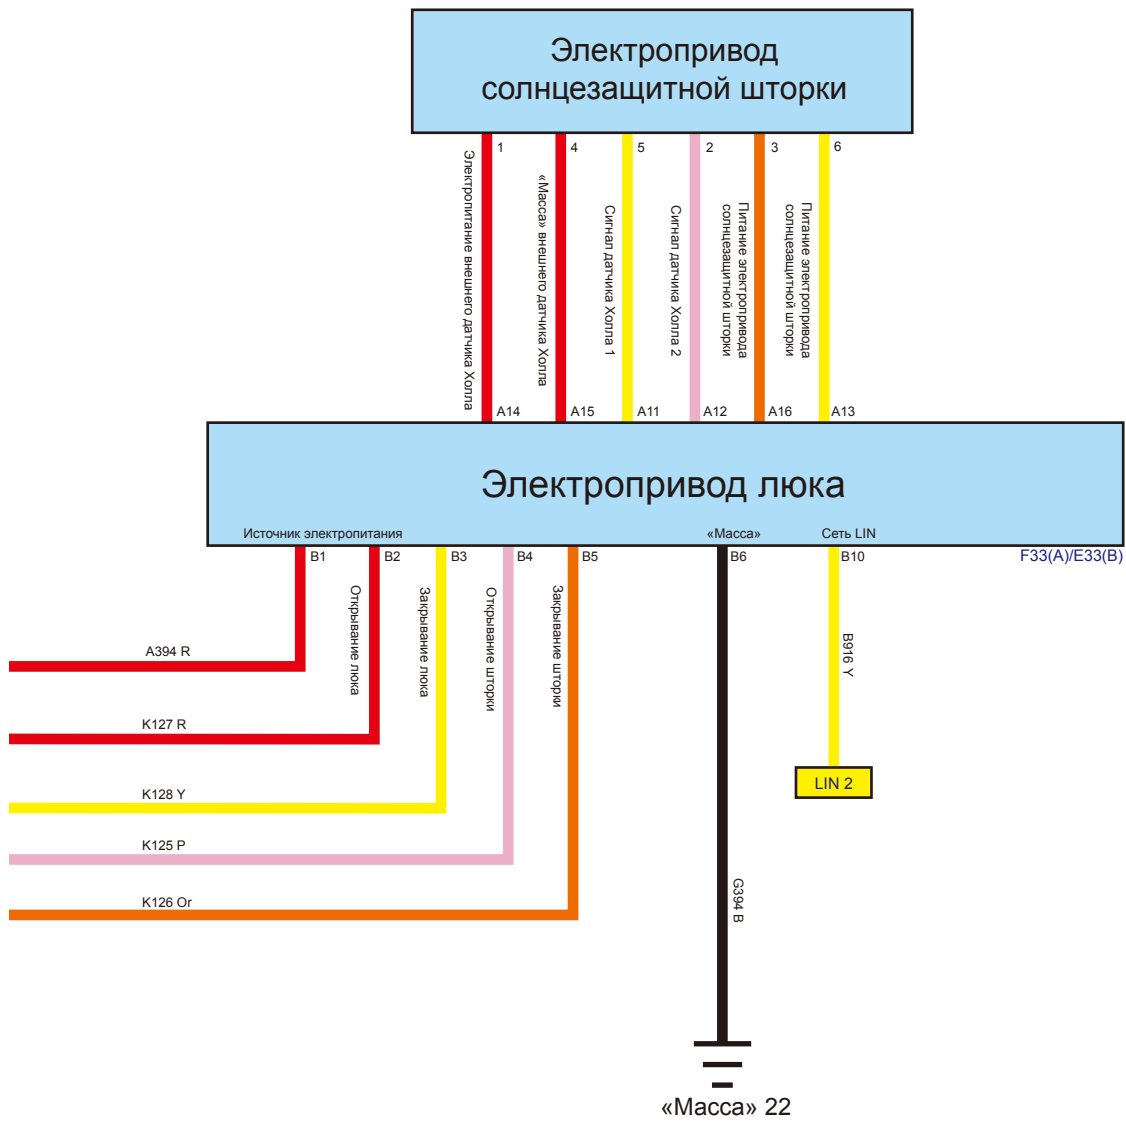 Электропривод
солнцезащитной шторки
1
4
5
2
3
6
Электропитание внешнего датчика Холла
«Масса» внешнего датчика Холла
Сигнал датчика Холла 1
Сигнал датчика Холла 2
Питание электропривода
солнцезащитной шторки
Питание электропривода
солнцезащитной шторки
A14
A15
A11
A12
A16
A13
Электропривод люка
Источник электропитания
«Масса»
Сеть LIN
B1
B2
B3
B4
B5
B6
B10
F33(A)/E33(B)
Открывание люка
Закрывание люка
Открывание шторки
Закрывание шторки
A394 R
K127 R
K128 Y
K125 P
K126 Or
B916 Y
LIN 2
G394 B
«Масса» 22